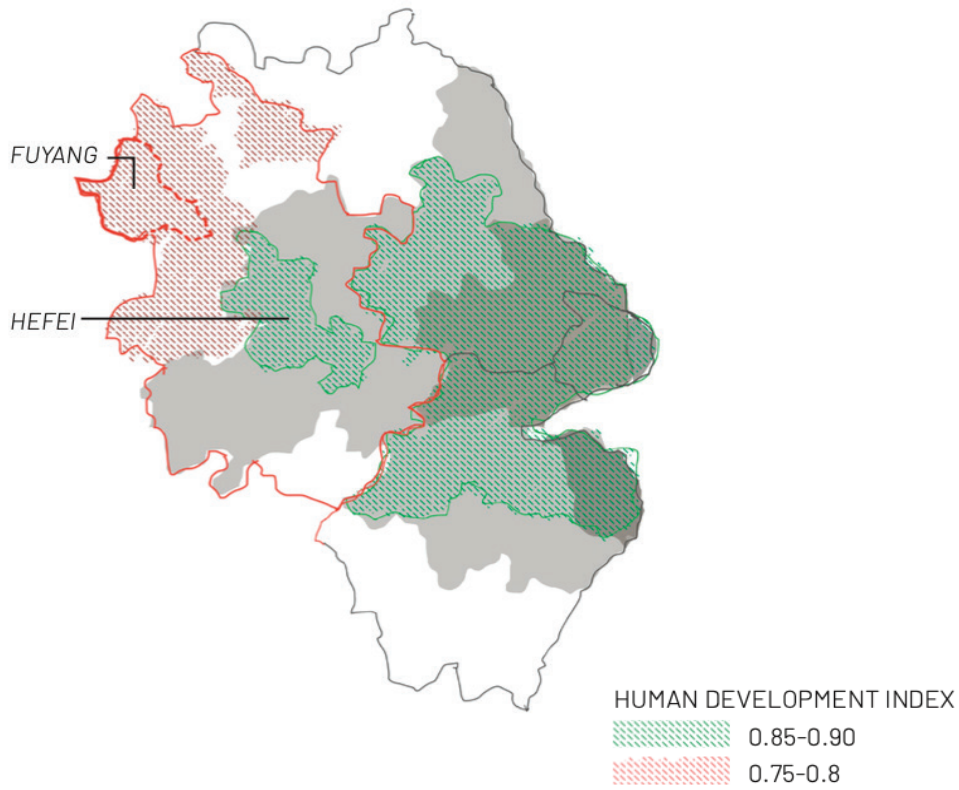 FUYANG
HEFEI
HUMAN DEVELOPMENT INDEX
0.85-0.90
0.75-0.8